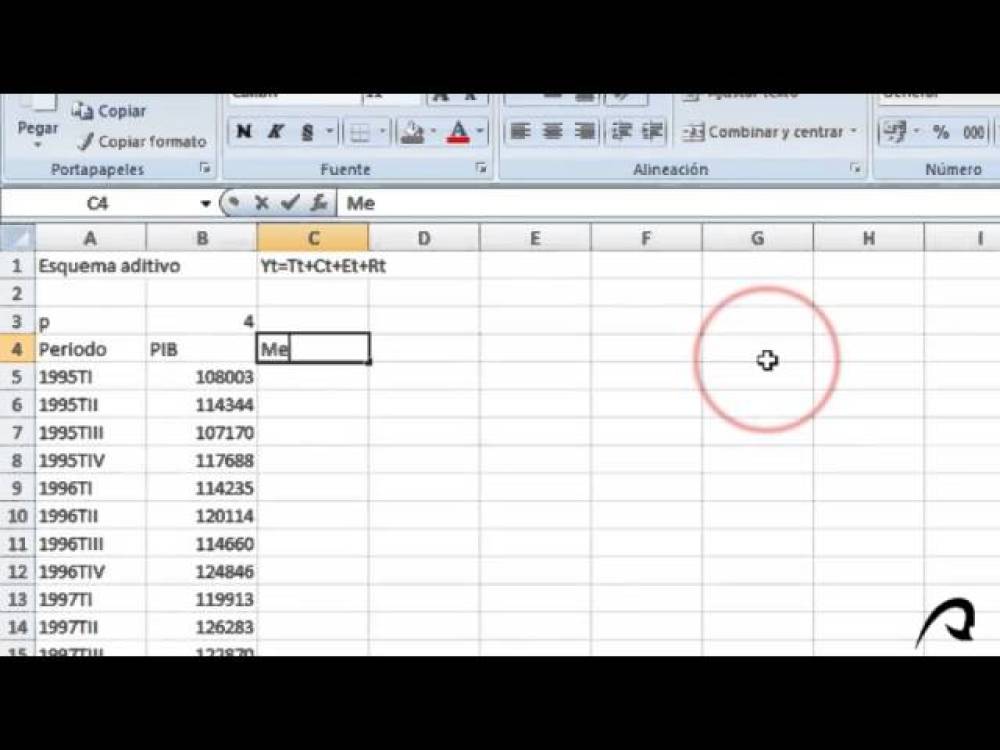 Copiar
Pegar
Copiar formato
N K S A
Combinar y centrar
% 000
Portapapeles Fuente Alineación Número
C4 fx Me
A B C D E F G H I
1 Esquema aditivo Yt=Tt+Ct+Et+Rt
2
3 p 4
4 Periodo PIB Me
5 1995TI 108003
6 1995TII 114344
7 1995TIII 107170
8 1995TIV 117688
9 1996TI 114235
10 1996TII 120114
11 1996TIII 114660
12 1996TIV 124846
13 1997TI 119913
14 1997TII 126283
15 1997TIII 122870